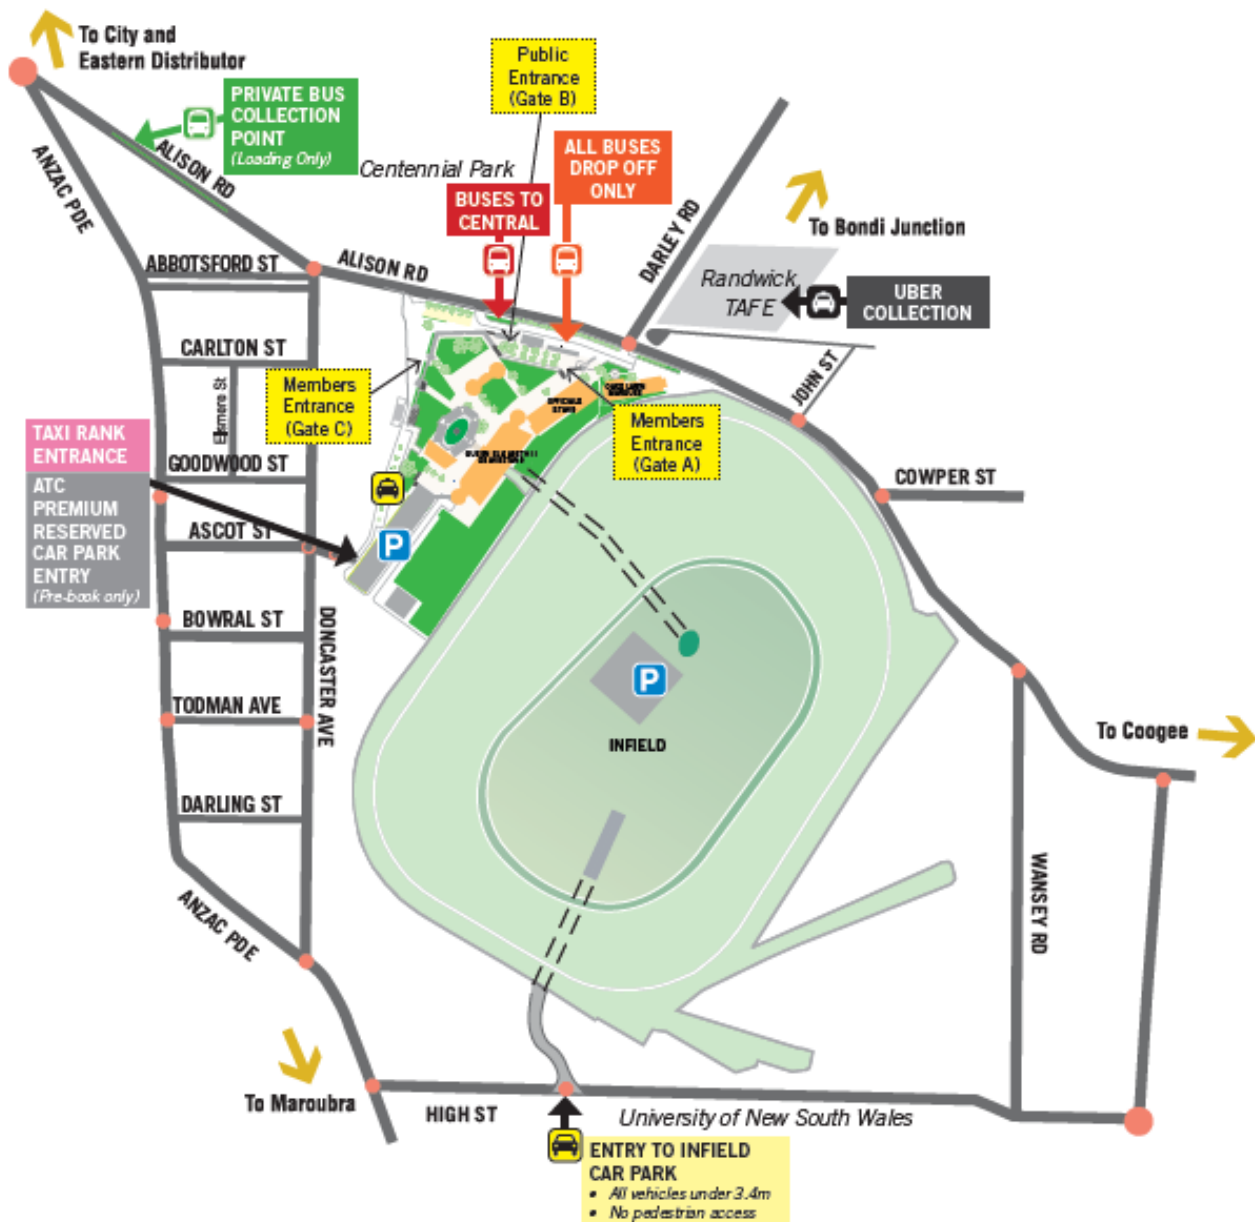 To City and
Eastern Distributor
PRIVATE BUS
COLLECTION
POINT
(Loading Only)
Public
Entrance
(Gate B)
ALL BUSES
DROP OFF
ONLY
Centennial Park
BUSES TO
CENTRAL
ANZAC PDE
ALISON RD
ALISON RD
DARLEY RD
To Bondi Junction
Randwick
TAFE
UBER
COLLECTION
ABBOTSFORD ST
CARLTON ST
JOHN ST
Members
Entrance
(Gate C)
Members
Entrance
(Gate A)
TAXI RANK
ENTRANCE
GOODWOOD ST
COWPER ST
ATC
PREMIUM
RESERVED
CAR PARK
ENTRY
(Pre-book only)
ASCOT ST
P
BOWRAL ST
DONCASTER AVE
P
TODMAN AVE
INFIELD
To Coogee
DARLING ST
ANZAC PDE
WANSEY RD
To Maroubra
HIGH ST
University of New South Wales
ENTRY TO INFIELD
CAR PARK
• All vehicles under 3.4m
• No pedestrian access